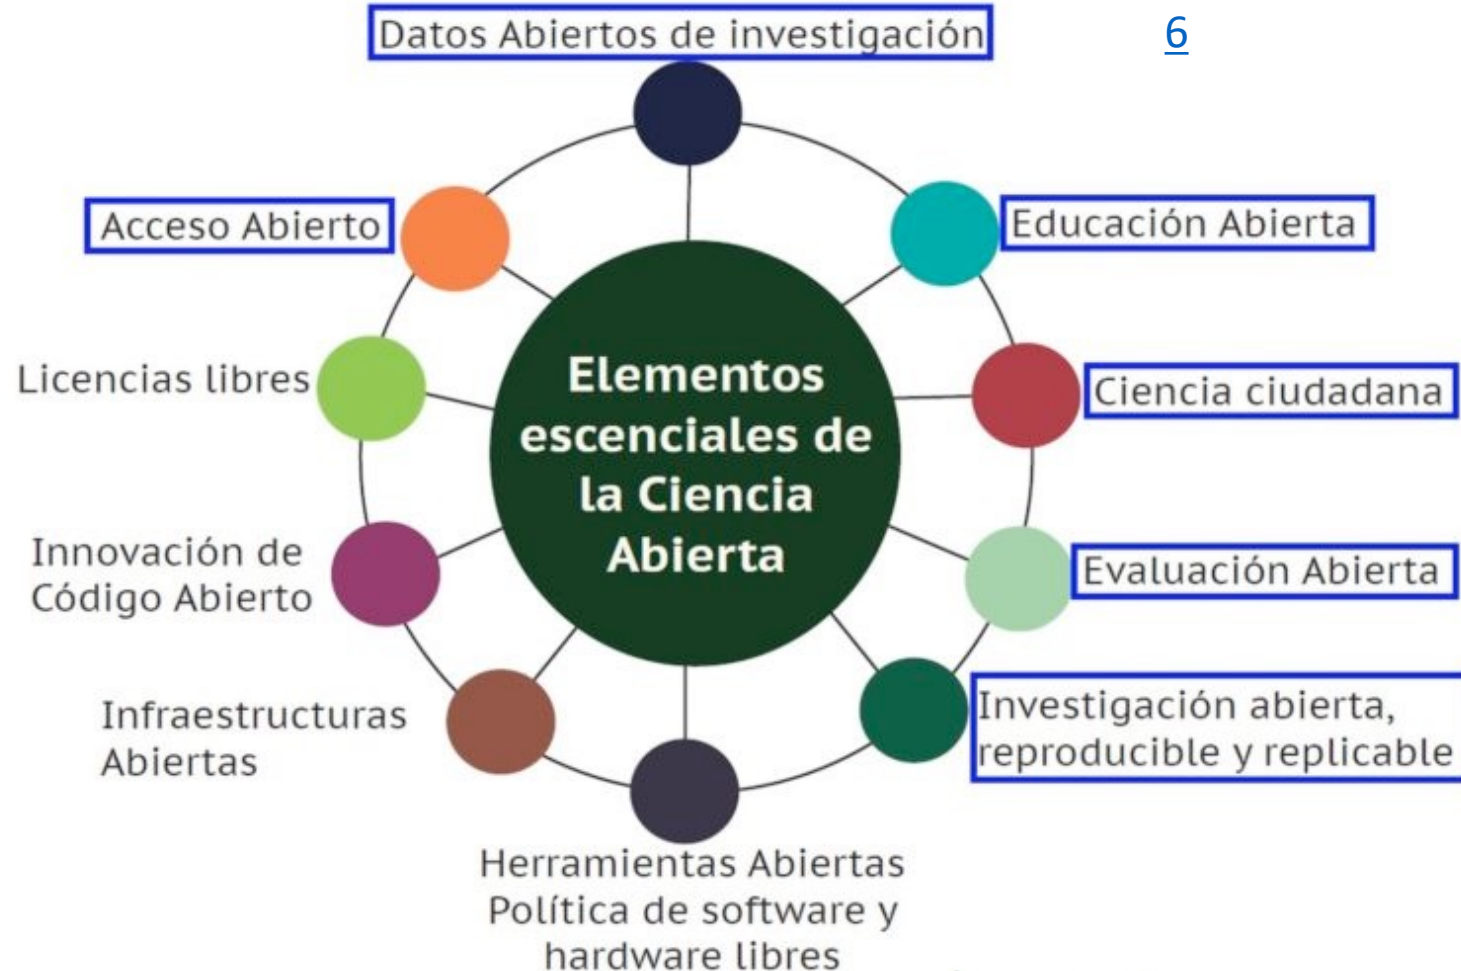 Datos Abiertos de investigación
6
Acceso Abierto
Educación Abierta
Licencias libres
Ciencia ciudadana
Elementos
escenciales de
la Ciencia
Abierta
Innovación de
Código Abierto
Evaluación Abierta
Infraestructuras
Abiertas
Investigación abierta,
reproducible y replicable
Herramientas Abiertas
Política de software y
hardware libres